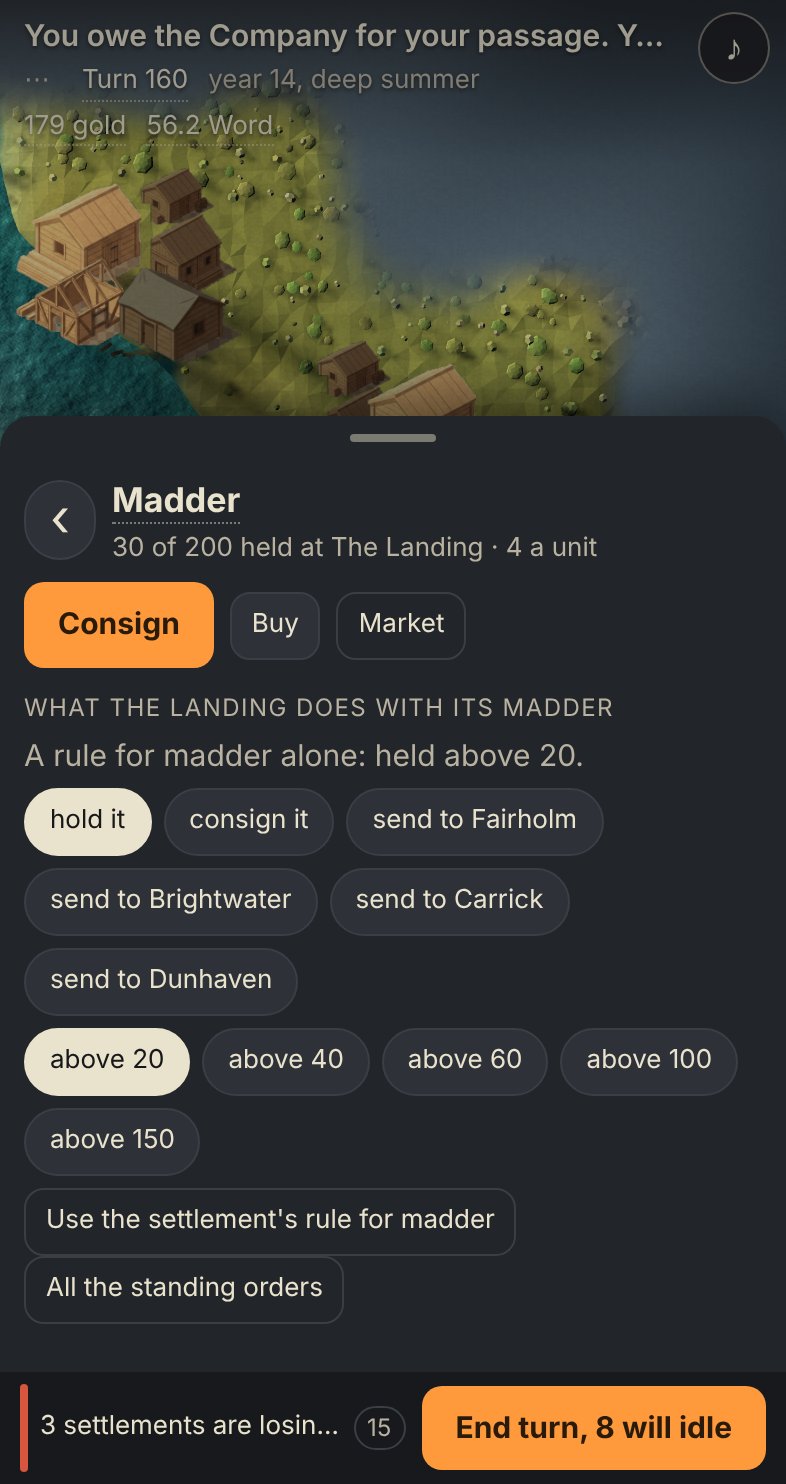 You owe the Company for your passage. Y...
... Turn 160 year 14, deep summer
179 gold 56.2 Word
Madder
30 of 200 held at The Landing · 4 a unit
Consign Buy Market
WHAT THE LANDING DOES WITH ITS MADDER
A rule for madder alone: held above 20.
hold it consign it send to Fairholm
send to Brightwater send to Carrick
send to Dunhaven
above 20 above 40 above 60 above 100
above 150
Use the settlement's rule for madder
All the standing orders
3 settlements are losin... 15 End turn, 8 will idle